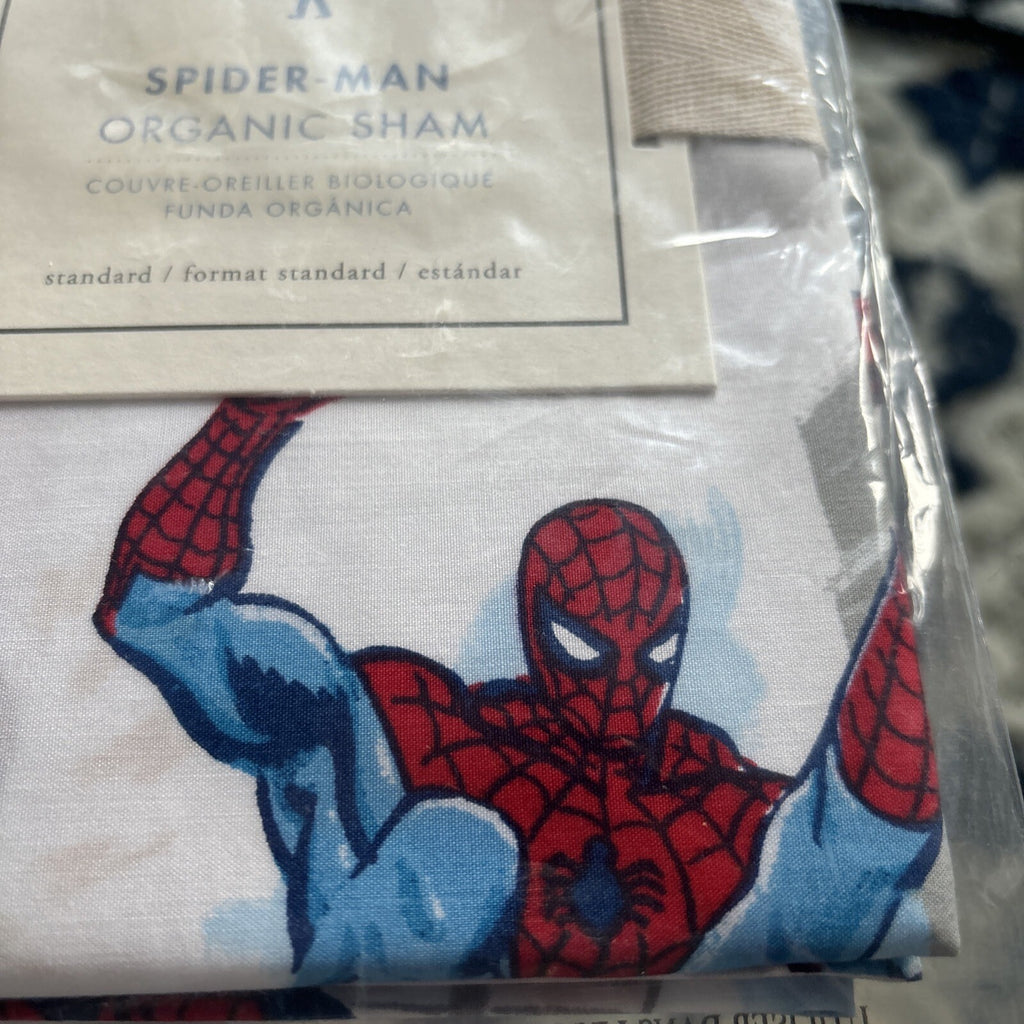 SPIDER-MAN
ORGANIC SHAM
COUVRE-OREILLER BIOLOGIQUE
FUNDA ORGÁNICA
standard / format standard / estándar